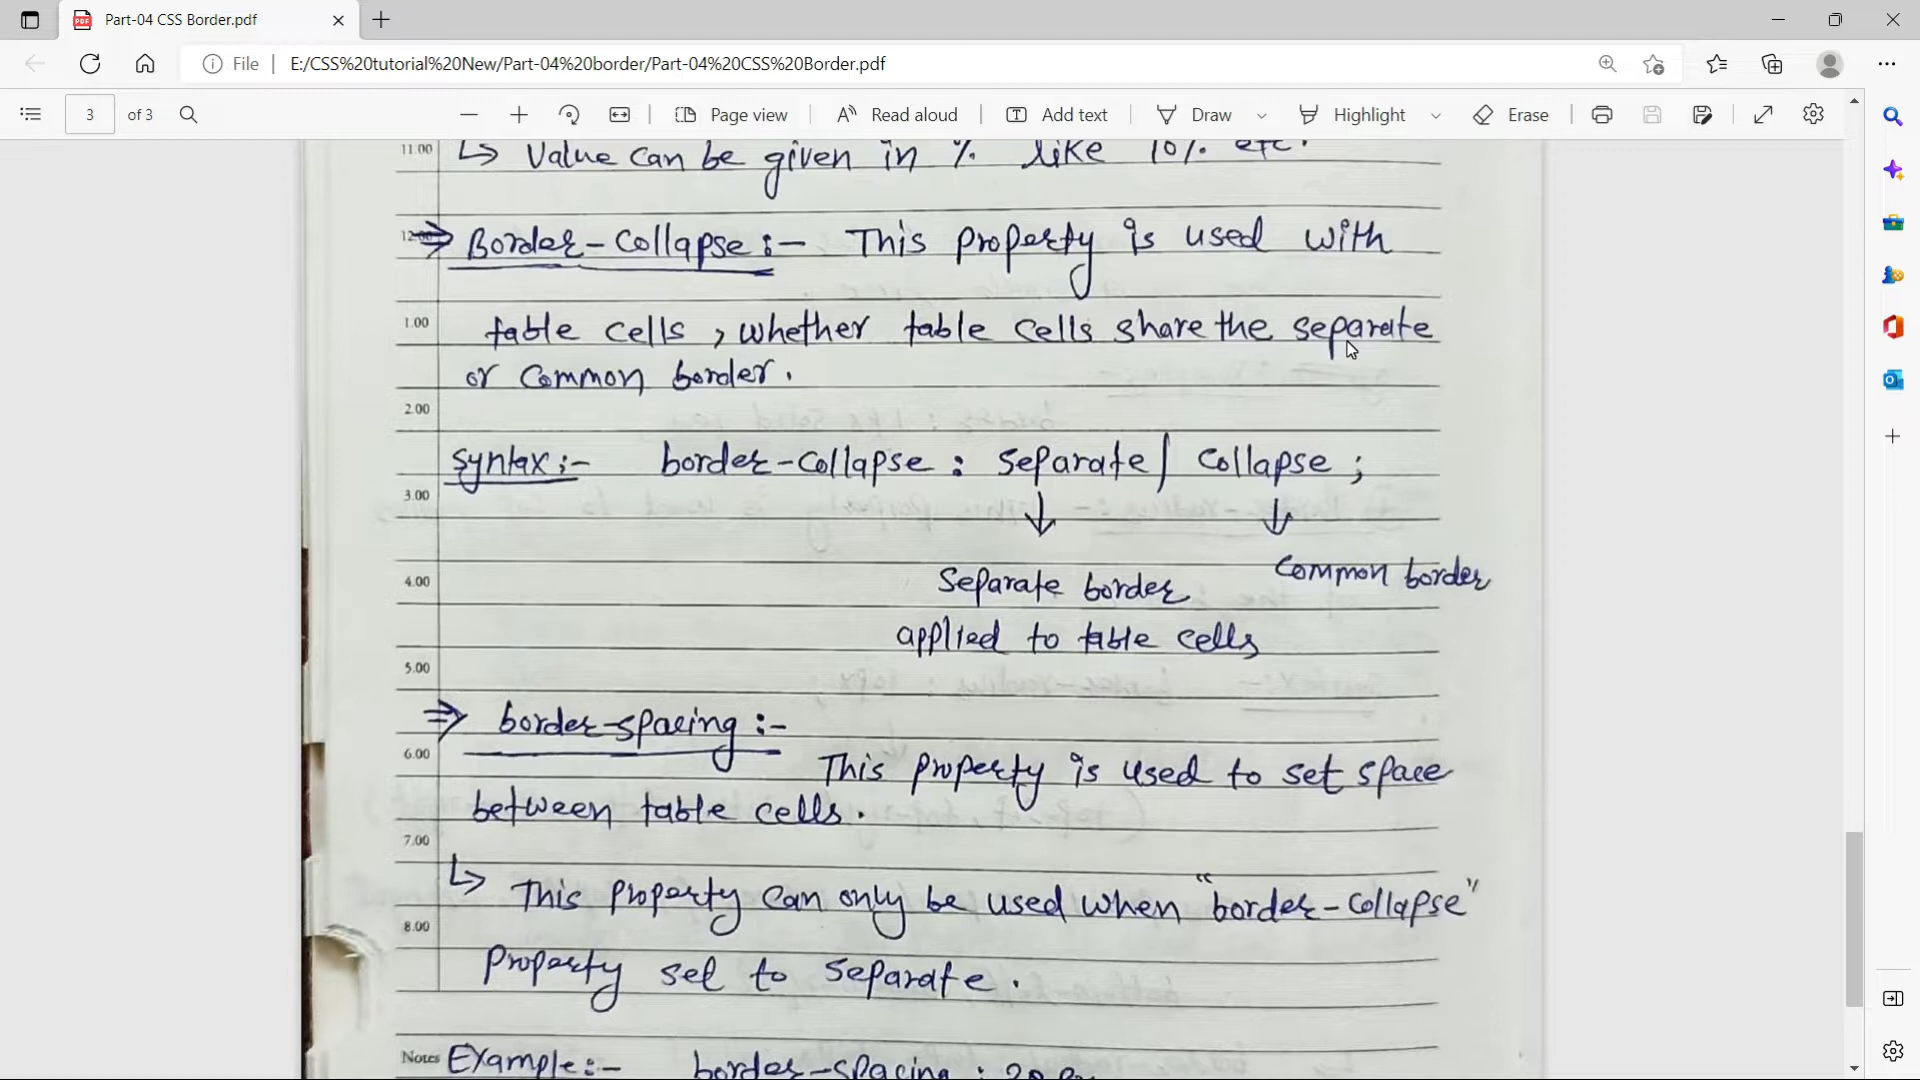 Part-04 CSS Border.pdf
File E:/CSS%20tutorial%20New/Part-04%20border/Part-04%20CSS%20Border.pdf
3 of 3 Page view Read aloud Add text Draw Highlight Erase
11.00 ↳ Value can be given in % like 10% etc.
12.00 ⇒ Border-Collapse :- This property is used with
1.00 table cells, whether table cells share the separate
or Common border.
2.00
Syntax :- border-collapse : Separate / Collapse ;
3.00
↓ ↓
4.00 Separate border Common border
applied to table cells
5.00
⇒ border-spacing :-
6.00 This property is used to set space
between table cells.
7.00
↳ This property can only be used when "border-collapse"
8.00
Property set to separate.
Notes Example :- border-spacing : 20